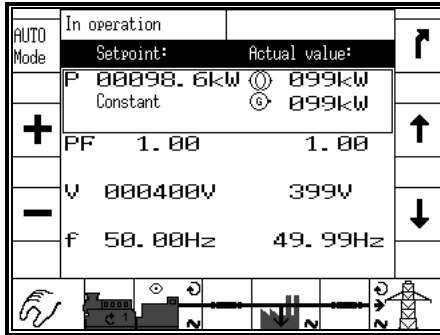 AUTO
Mode
In operation
Setpoint: Actual value:
P 00098.6kW 099kW
Constant G 099kW
PF 1.00 1.00
V 000400V 399V
f 50.00Hz 49.99Hz
1